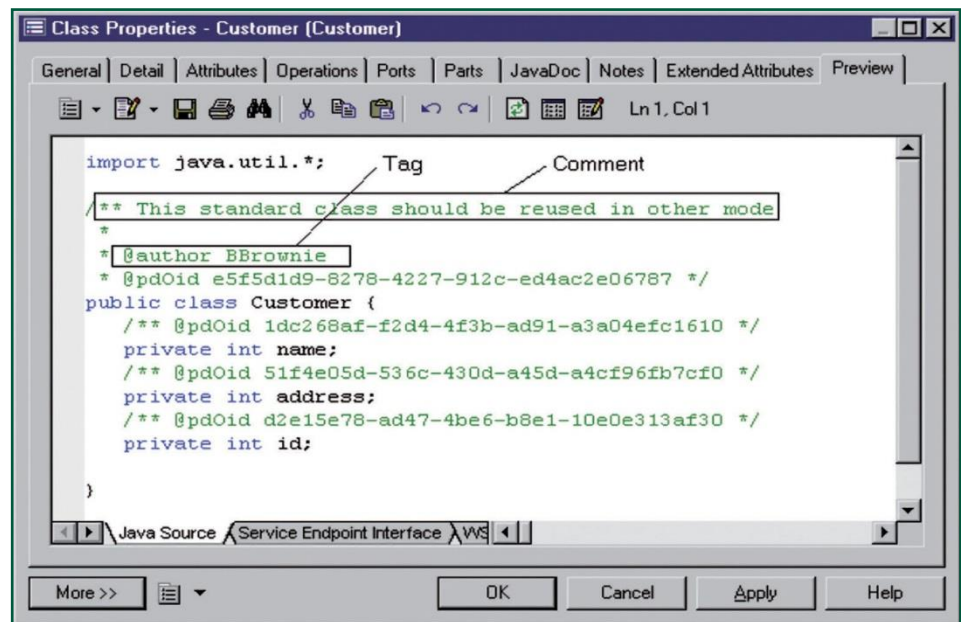 Class Properties - Customer (Customer)
General Detail Attributes Operations Ports Parts JavaDoc Notes Extended Attributes Preview
Ln 1, Col 1
import java.util.*;
Tag
Comment
/** This standard class should be reused in other mode
*
* @author BBrownie
* @pdOid e5f5d1d9-8278-4227-912c-ed4ac2e06787 */
public class Customer {
/** @pdOid 1dc268af-f2d4-4f3b-ad91-a3a04efc1610 */
private int name;
/** @pdOid 51f4e05d-536c-430d-a45d-a4cf96fb7cf0 */
private int address;
/** @pdOid d2e15e78-ad47-4be6-b8e1-10e0e313af30 */
private int id;
}
Java Source Service Endpoint Interface WS
More >> OK Cancel Apply Help